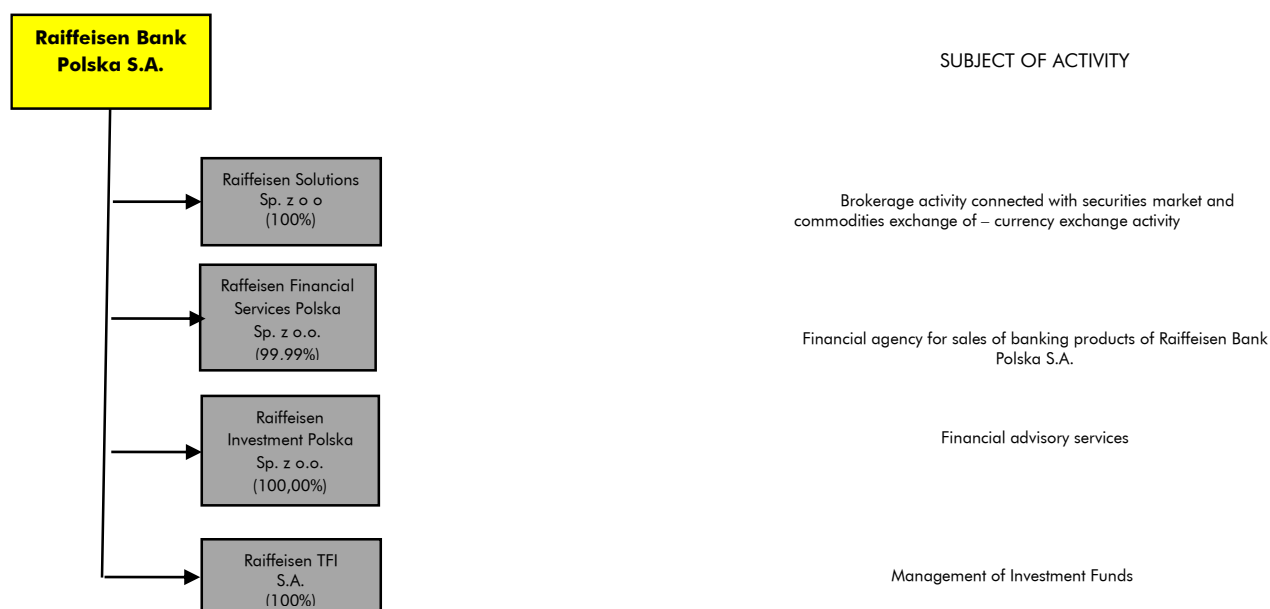 Raiffeisen Bank
Polska S.A.
SUBJECT OF ACTIVITY
Raiffeisen Solutions
Sp. z o o
(100%)
Brokerage activity connected with securities market and
commodities exchange of – currency exchange activity
Raffeisen Financial
Services Polska
Sp. z o.o.
(99,99%)
Financial agency for sales of banking products of Raiffeisen Bank
Polska S.A.
Raiffeisen
Investment Polska
Sp. z o.o.
(100,00%)
Financial advisory services
Raiffeisen TFI
S.A.
(100%)
Management of Investment Funds